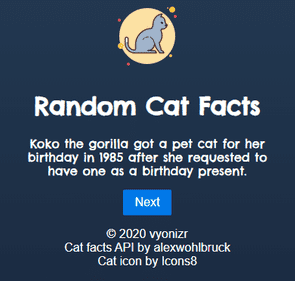 Random Cat Facts
Koko the gorilla got a pet cat for her
birthday in 1985 after she requested to
have one as a birthday present.
Next
© 2020 vyonizr
Cat facts API by alexwohlbruck
Cat icon by Icons8